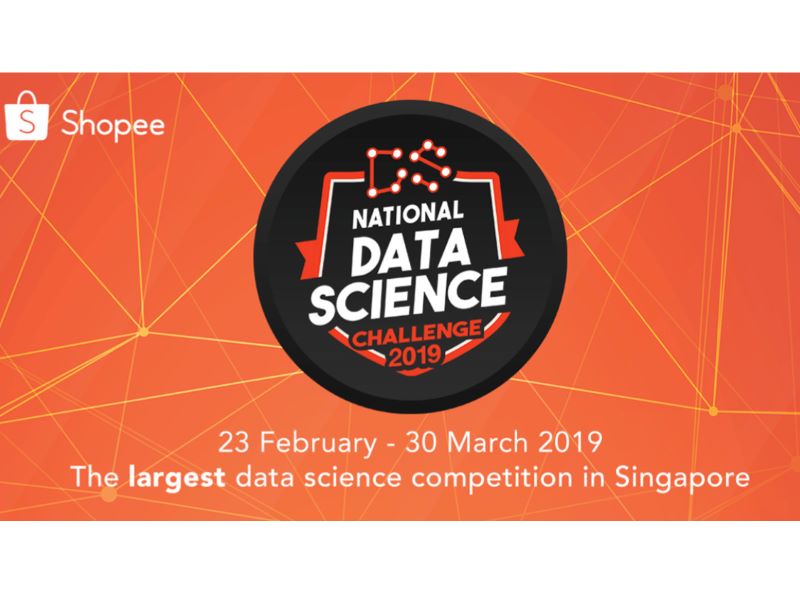 S Shopee
DS
NATIONAL
DATA
SCIENCE
CHALLENGE
2019
23 February - 30 March 2019
The largest data science competition in Singapore